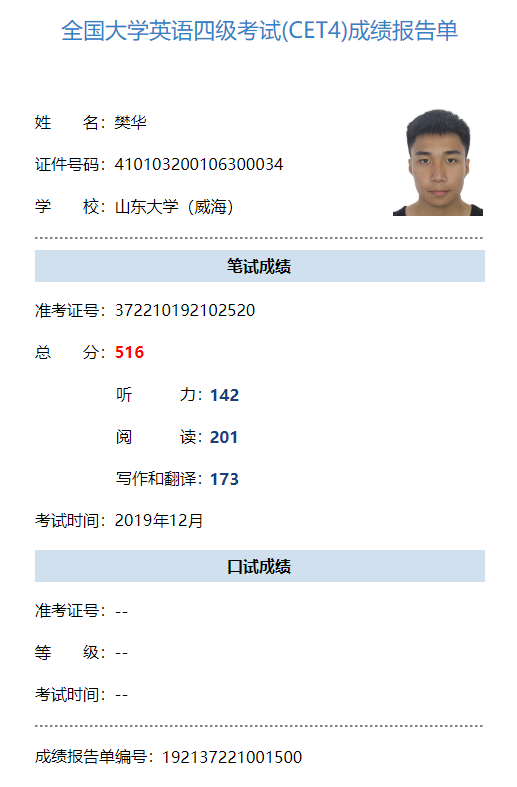 全国大学英语四级考试(CET4)成绩报告单
姓 名：樊华
证件号码：410103200106300034
学 校：山东大学（威海）
笔试成绩
准考证号：372210192102520
总 分：516
听 力：142
阅 读：201
写作和翻译：173
考试时间：2019年12月
口试成绩
准考证号：--
等 级：--
考试时间：--
成绩报告单编号：192137221001500